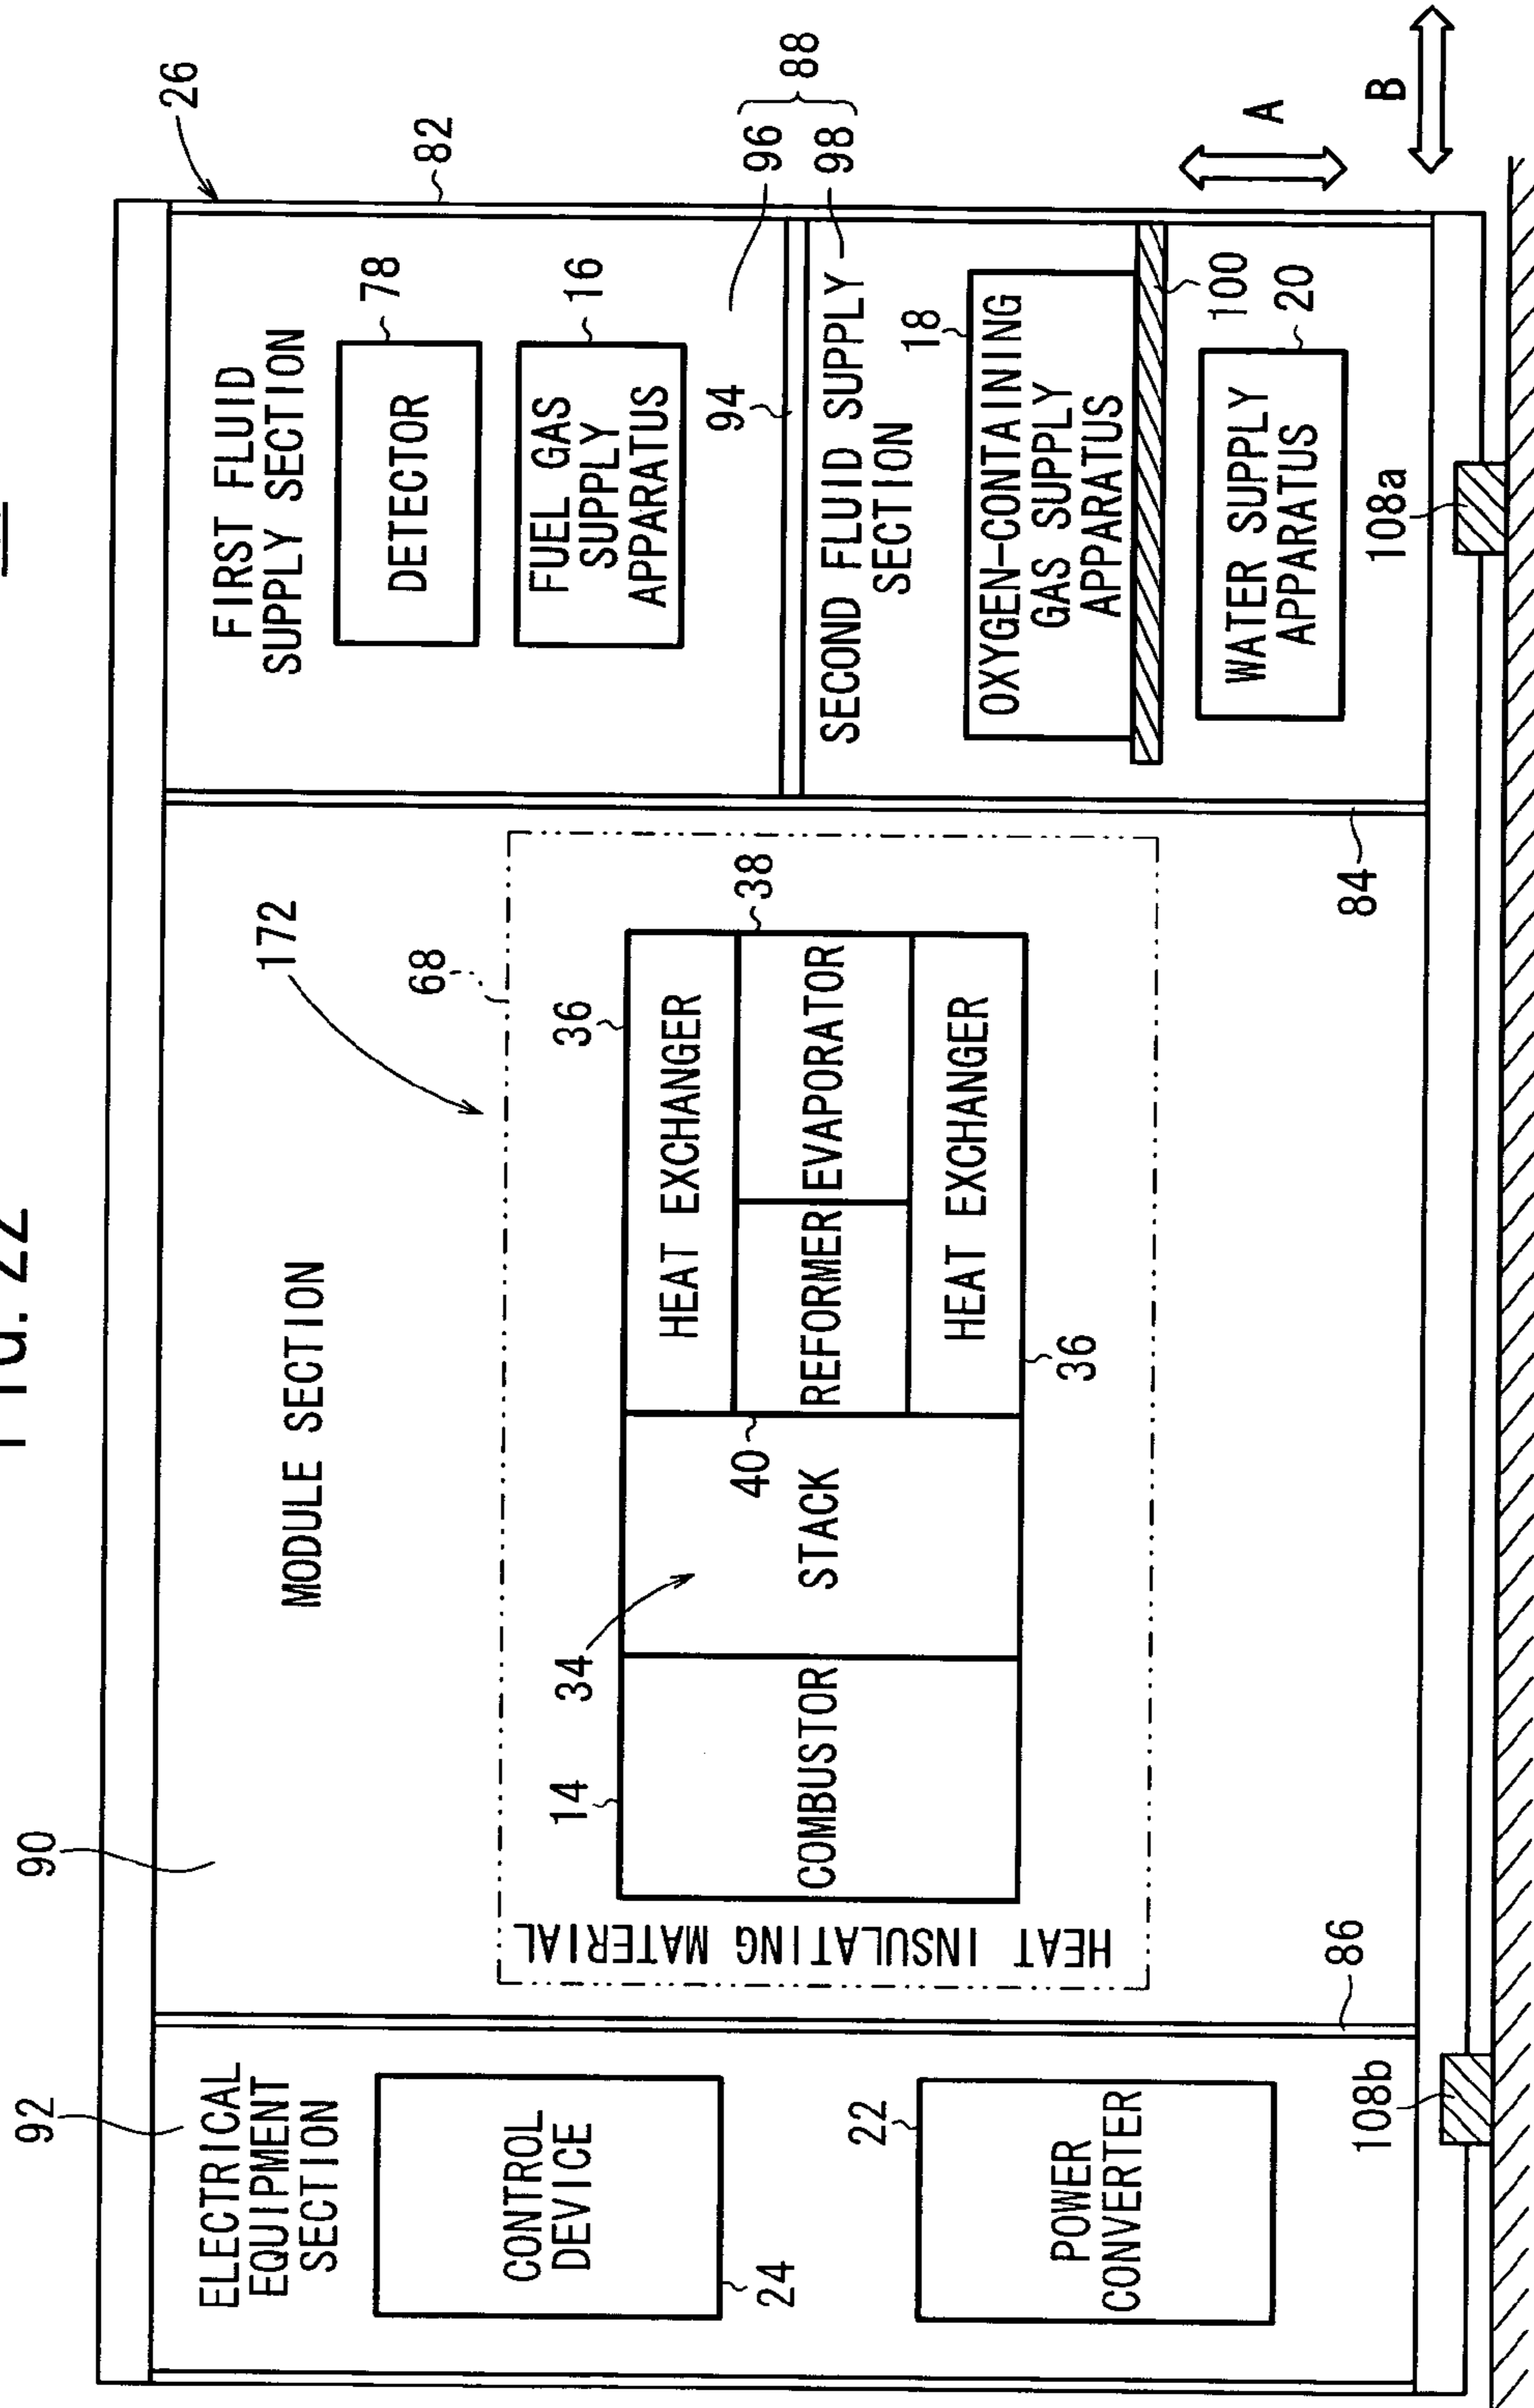 FIG. 22
90
92
26
172
ELECTRICAL
EQUIPMENT
SECTION
MODULE SECTION
FIRST FLUID
SUPPLY SECTION
82
78
DETECTOR
68
CONTROL
DEVICE
24
HEAT INSULATING MATERIAL
14
34
36
16
FUEL GAS
SUPPLY
APPARATUS
HEAT EXCHANGER
40
38
94
96
88
COMBUSTOR
STACK
REFORMER
EVAPORATOR
SECOND FLUID SUPPLY
SECTION
98
22
18
HEAT EXCHANGER
36
OXYGEN-CONTAINING
GAS SUPPLY
APPARATUS
POWER
CONVERTER
100
WATER SUPPLY
APPARATUS
20
A
86
84
108b
108a
B